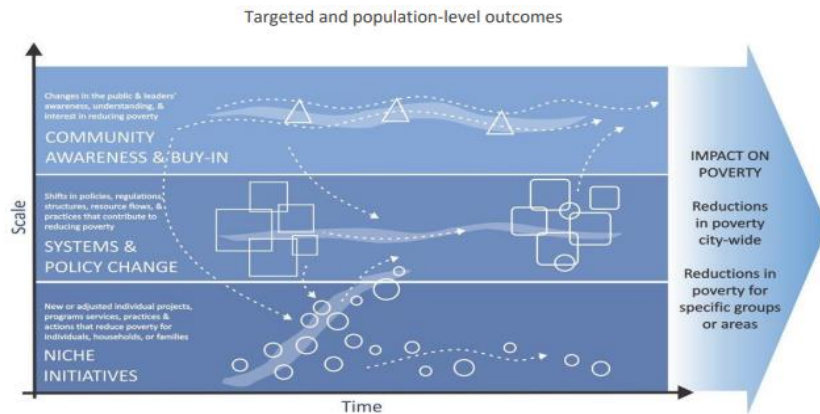 Targeted and population-level outcomes
Changes in the public & leaders'
awareness, understanding, &
interest in reducing poverty
COMMUNITY
AWARENESS & BUY-IN
Shifts in policies, regulations,
structures, resource flows, &
practices that contribute to
reducing poverty
SYSTEMS &
POLICY CHANGE
New or adjusted individual projects,
programs services, practices &
actions that reduce poverty for
individuals, households, or families
NICHE
INITIATIVES
Scale
Time
IMPACT ON
POVERTY
Reductions
in poverty
city-wide
Reductions in
poverty for
specific groups
or areas